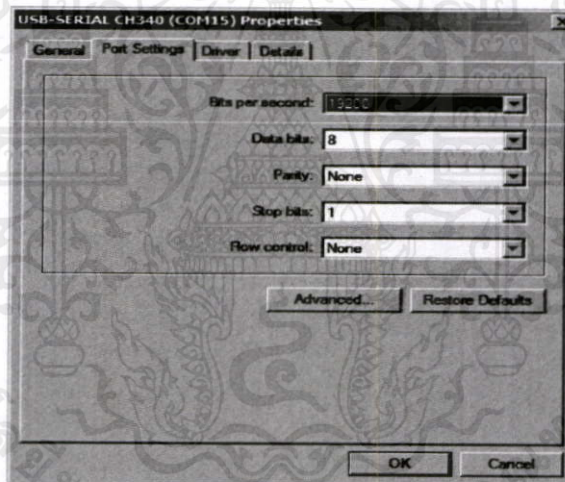 USB-SERIAL CH340 (COM15) Properties
General Port Settings Driver Details
Bits per second: 19200
Data bits: 8
Parity: None
Stop bits: 1
Flow control: None
Advanced... Restore Defaults
OK Cancel